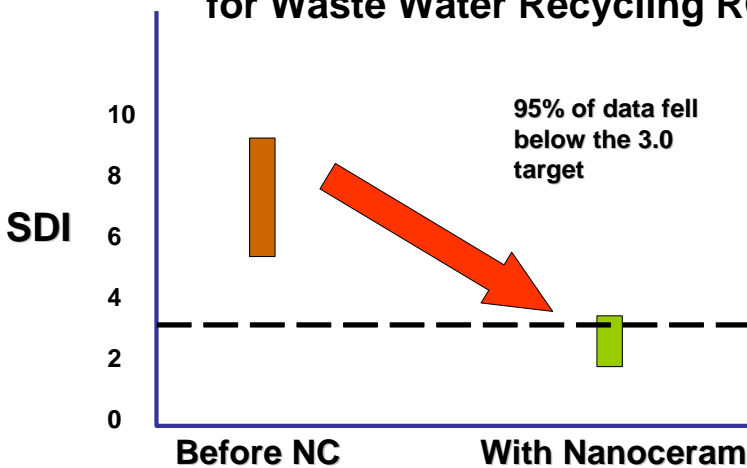 for Waste Water Recycling
95% of data fell
below the 3.0
target
SDI
10
8
6
4
2
0
Before NC
With Nanoceram